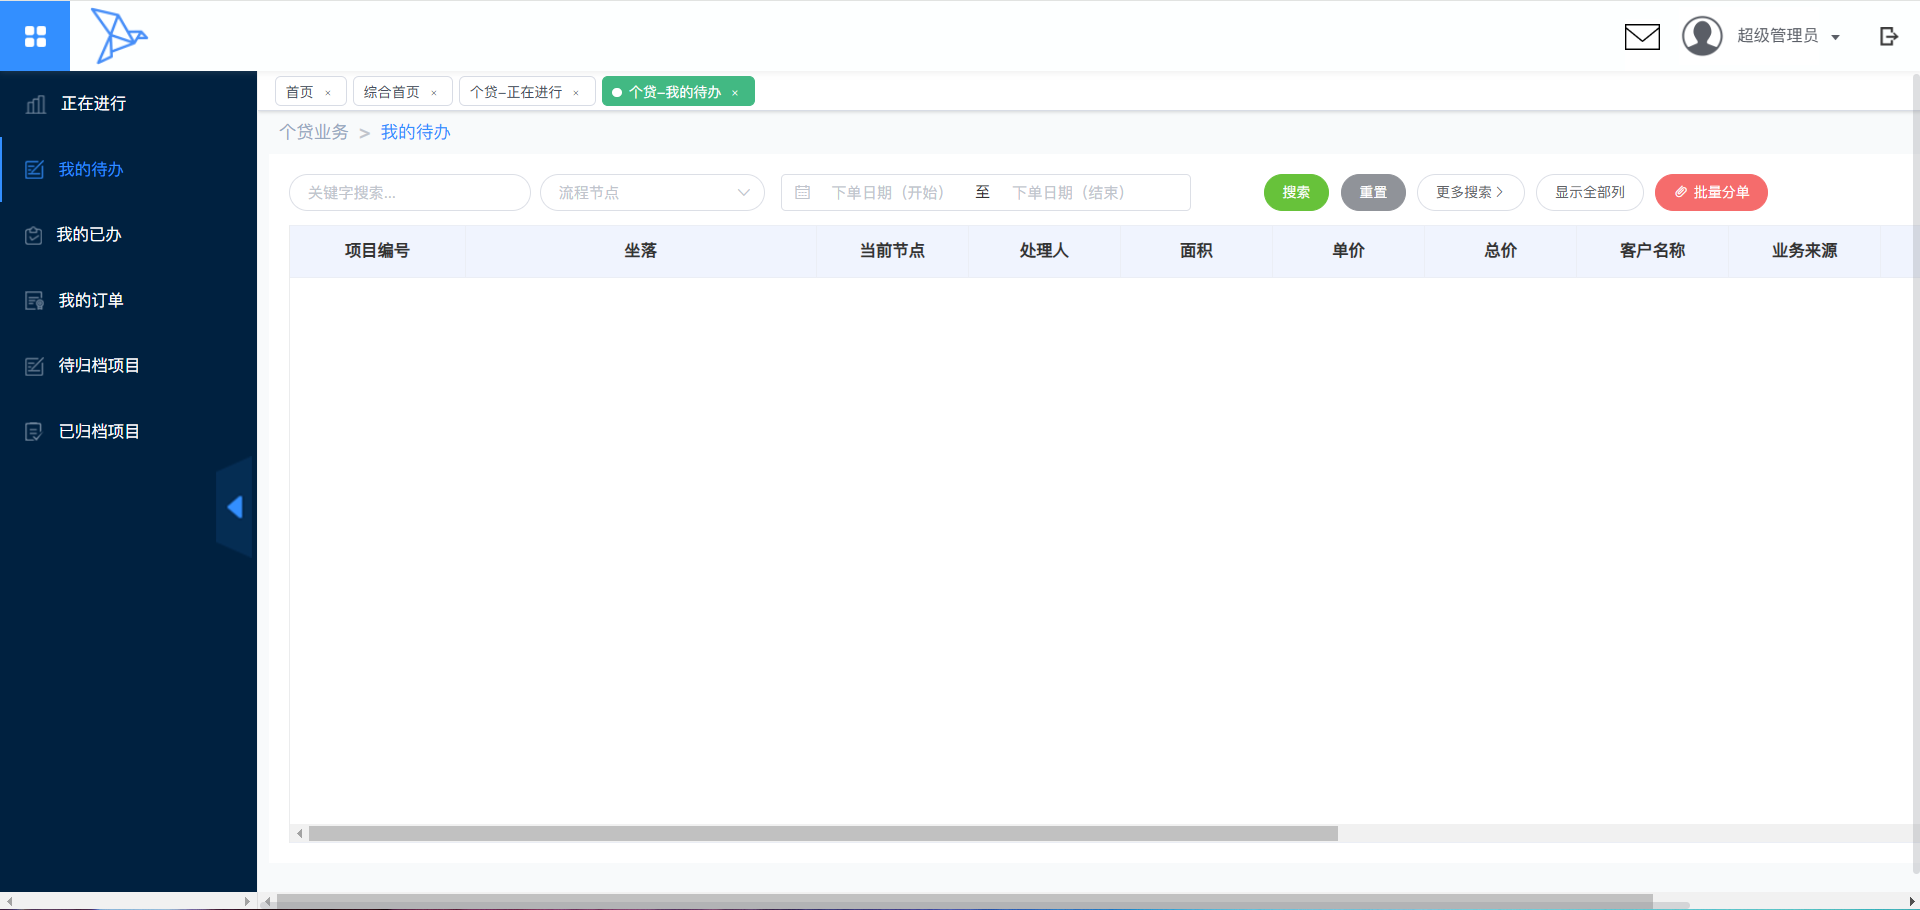 超级管理员
正在进行
我的待办
我的已办
我的订单
待归档项目
已归档项目
首页 × 综合首页 × 个贷-正在进行 × 个贷-我的待办 ×
个贷业务 > 我的待办
关键字搜索... 流程节点 下单日期（开始） 至 下单日期（结束） 搜索 重置 更多搜索 显示全部列 批量分单
项目编号 坐落 当前节点 处理人 面积 单价 总价 客户名称 业务来源